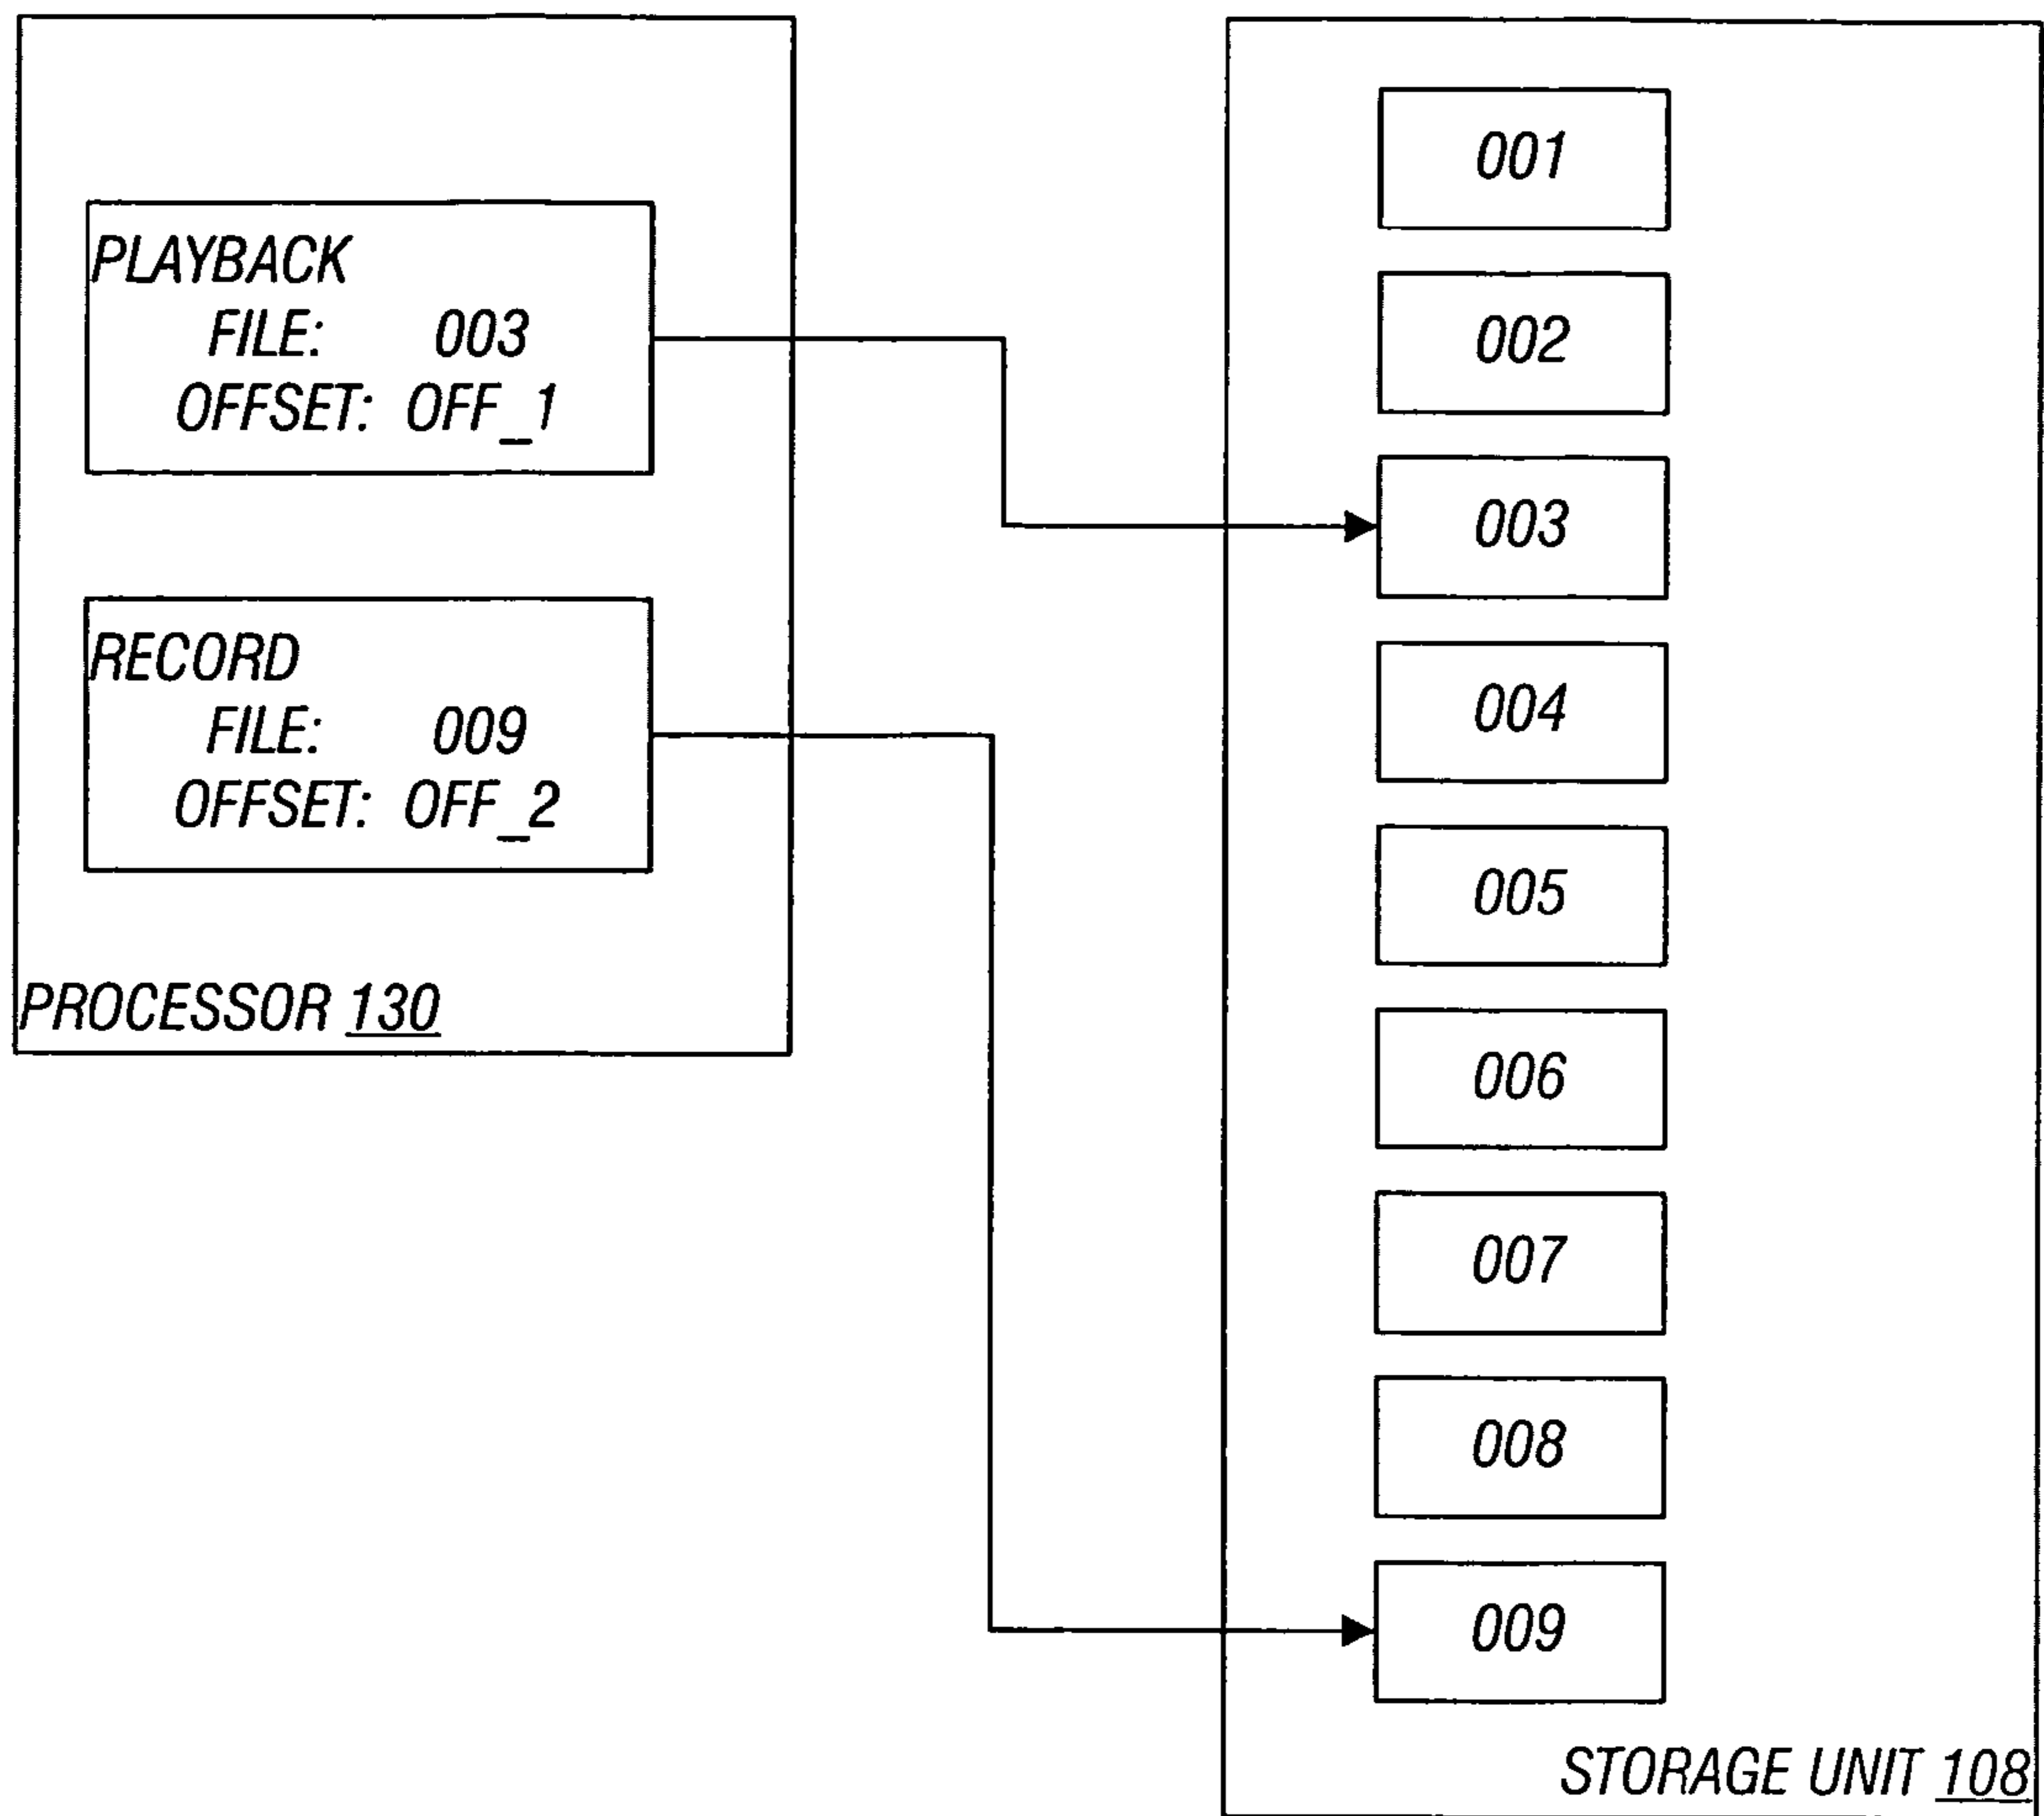 PLAYBACK
FILE: 003
OFFSET: OFF_1
RECORD
FILE: 009
OFFSET: OFF_2
PROCESSOR 130
001
002
003
004
005
006
007
008
009
STORAGE UNIT 108